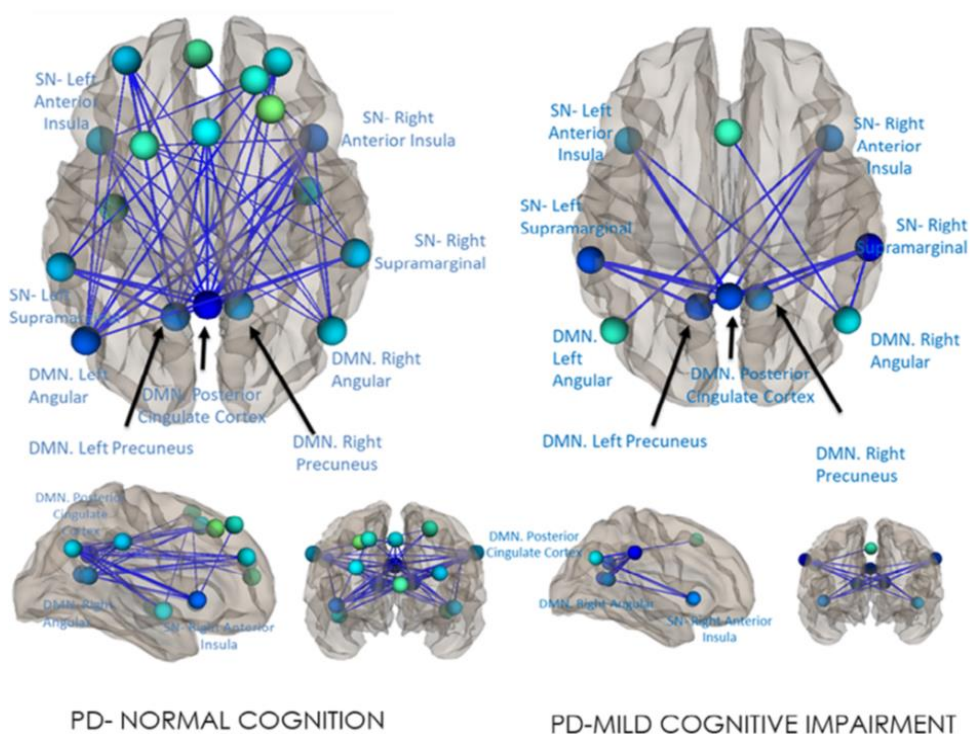 SN- Left
Anterior
Insula
SN- Right
Anterior Insula
SN- Right
Supramarginal
SN- Left
Supramarginal
DMN. Left
Angular
DMN. Right
Angular
DMN. Posterior
Cingulate Cortex
DMN. Left Precuneus
DMN. Right
Precuneus
SN- Left
Anterior
Insula
SN- Right
Anterior
Insula
SN- Left
Supramarginal
SN- Right
Supramarginal
DMN.
Left
Angular
DMN. Right
Angular
DMN. Posterior
Cingulate Cortex
DMN. Left Precuneus
DMN. Right
Precuneus
DMN. Posterior
Cingulate
Cortex
DMN. Right
Angular
SN- Right Anterior
Insula
DMN. Posterior
Cingulate Cortex
DMN. Right Angular
SN- Right Anterior
Insula
PD- NORMAL COGNITION
PD-MILD COGNITIVE IMPAIRMENT